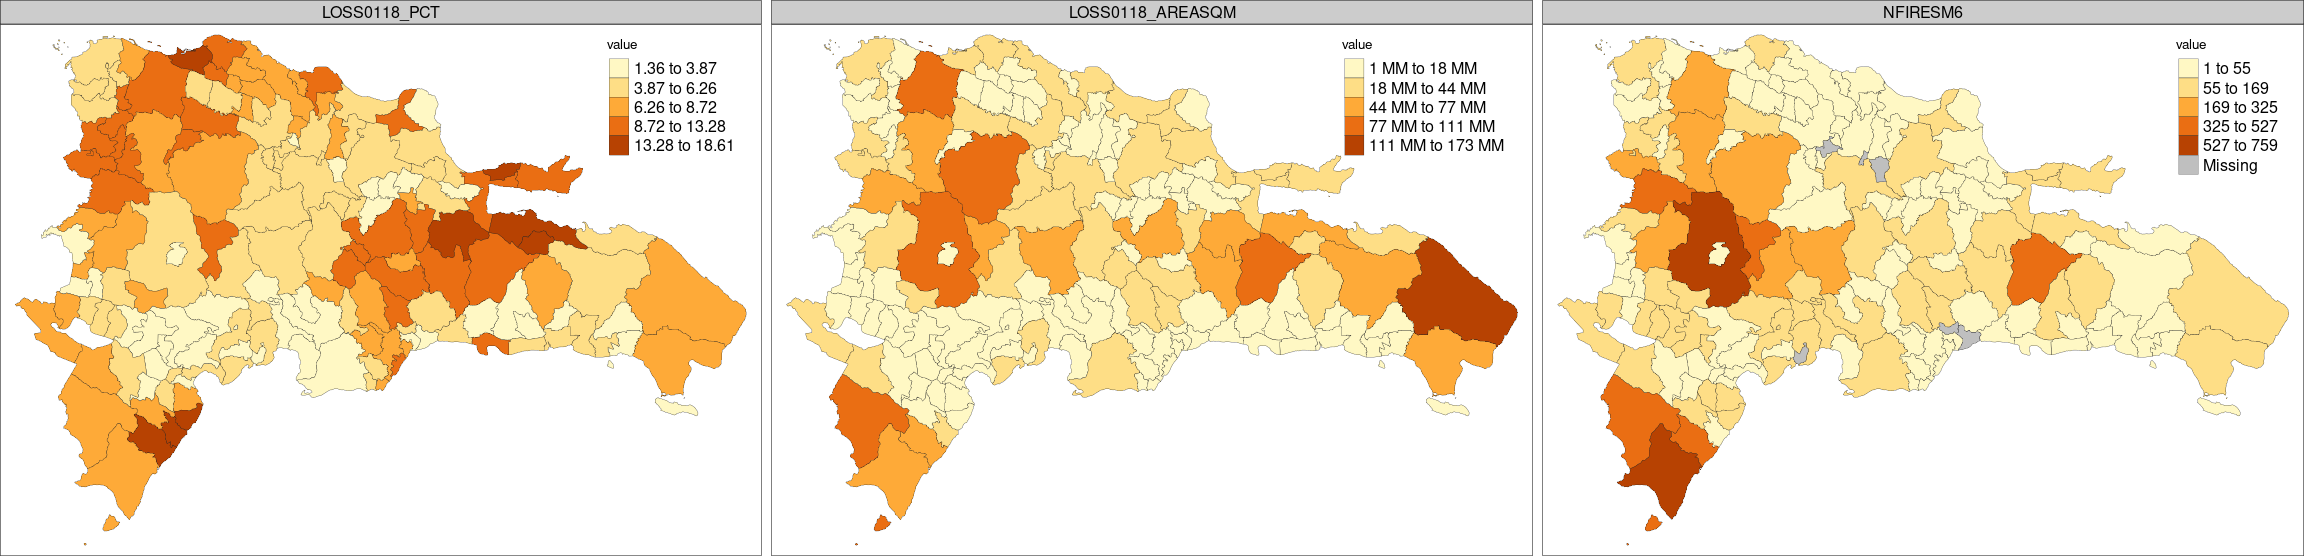 LOSS0118_PCT
value
1.36 to 3.87
3.87 to 6.26
6.26 to 8.72
8.72 to 13.28
13.28 to 18.61
LOSS0118_AREASQM
value
1 MM to 18 MM
18 MM to 44 MM
44 MM to 77 MM
77 MM to 111 MM
111 MM to 173 MM
NFIRESM6
value
1 to 55
55 to 169
169 to 325
325 to 527
527 to 759
Missing